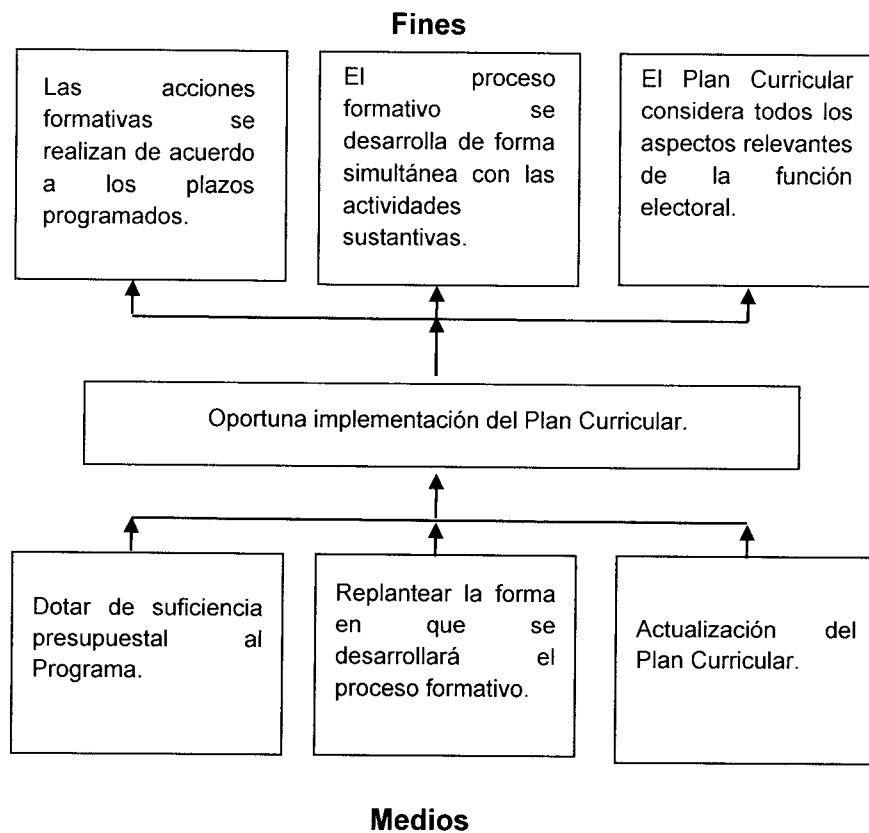 Fines
Las acciones
formativas se
realizan de acuerdo
a los plazos
programados.
El proceso
formativo se
desarrolla de forma
simultánea con las
actividades
sustantivas.
El Plan Curricular
considera todos los
aspectos relevantes
de la función
electoral.
Oportuna implementación del Plan Curricular.
Dotar de suficiencia
presupuestal al
Programa.
Replantear la forma
en que se
desarrollará el
proceso formativo.
Actualización del
Plan Curricular.
Medios